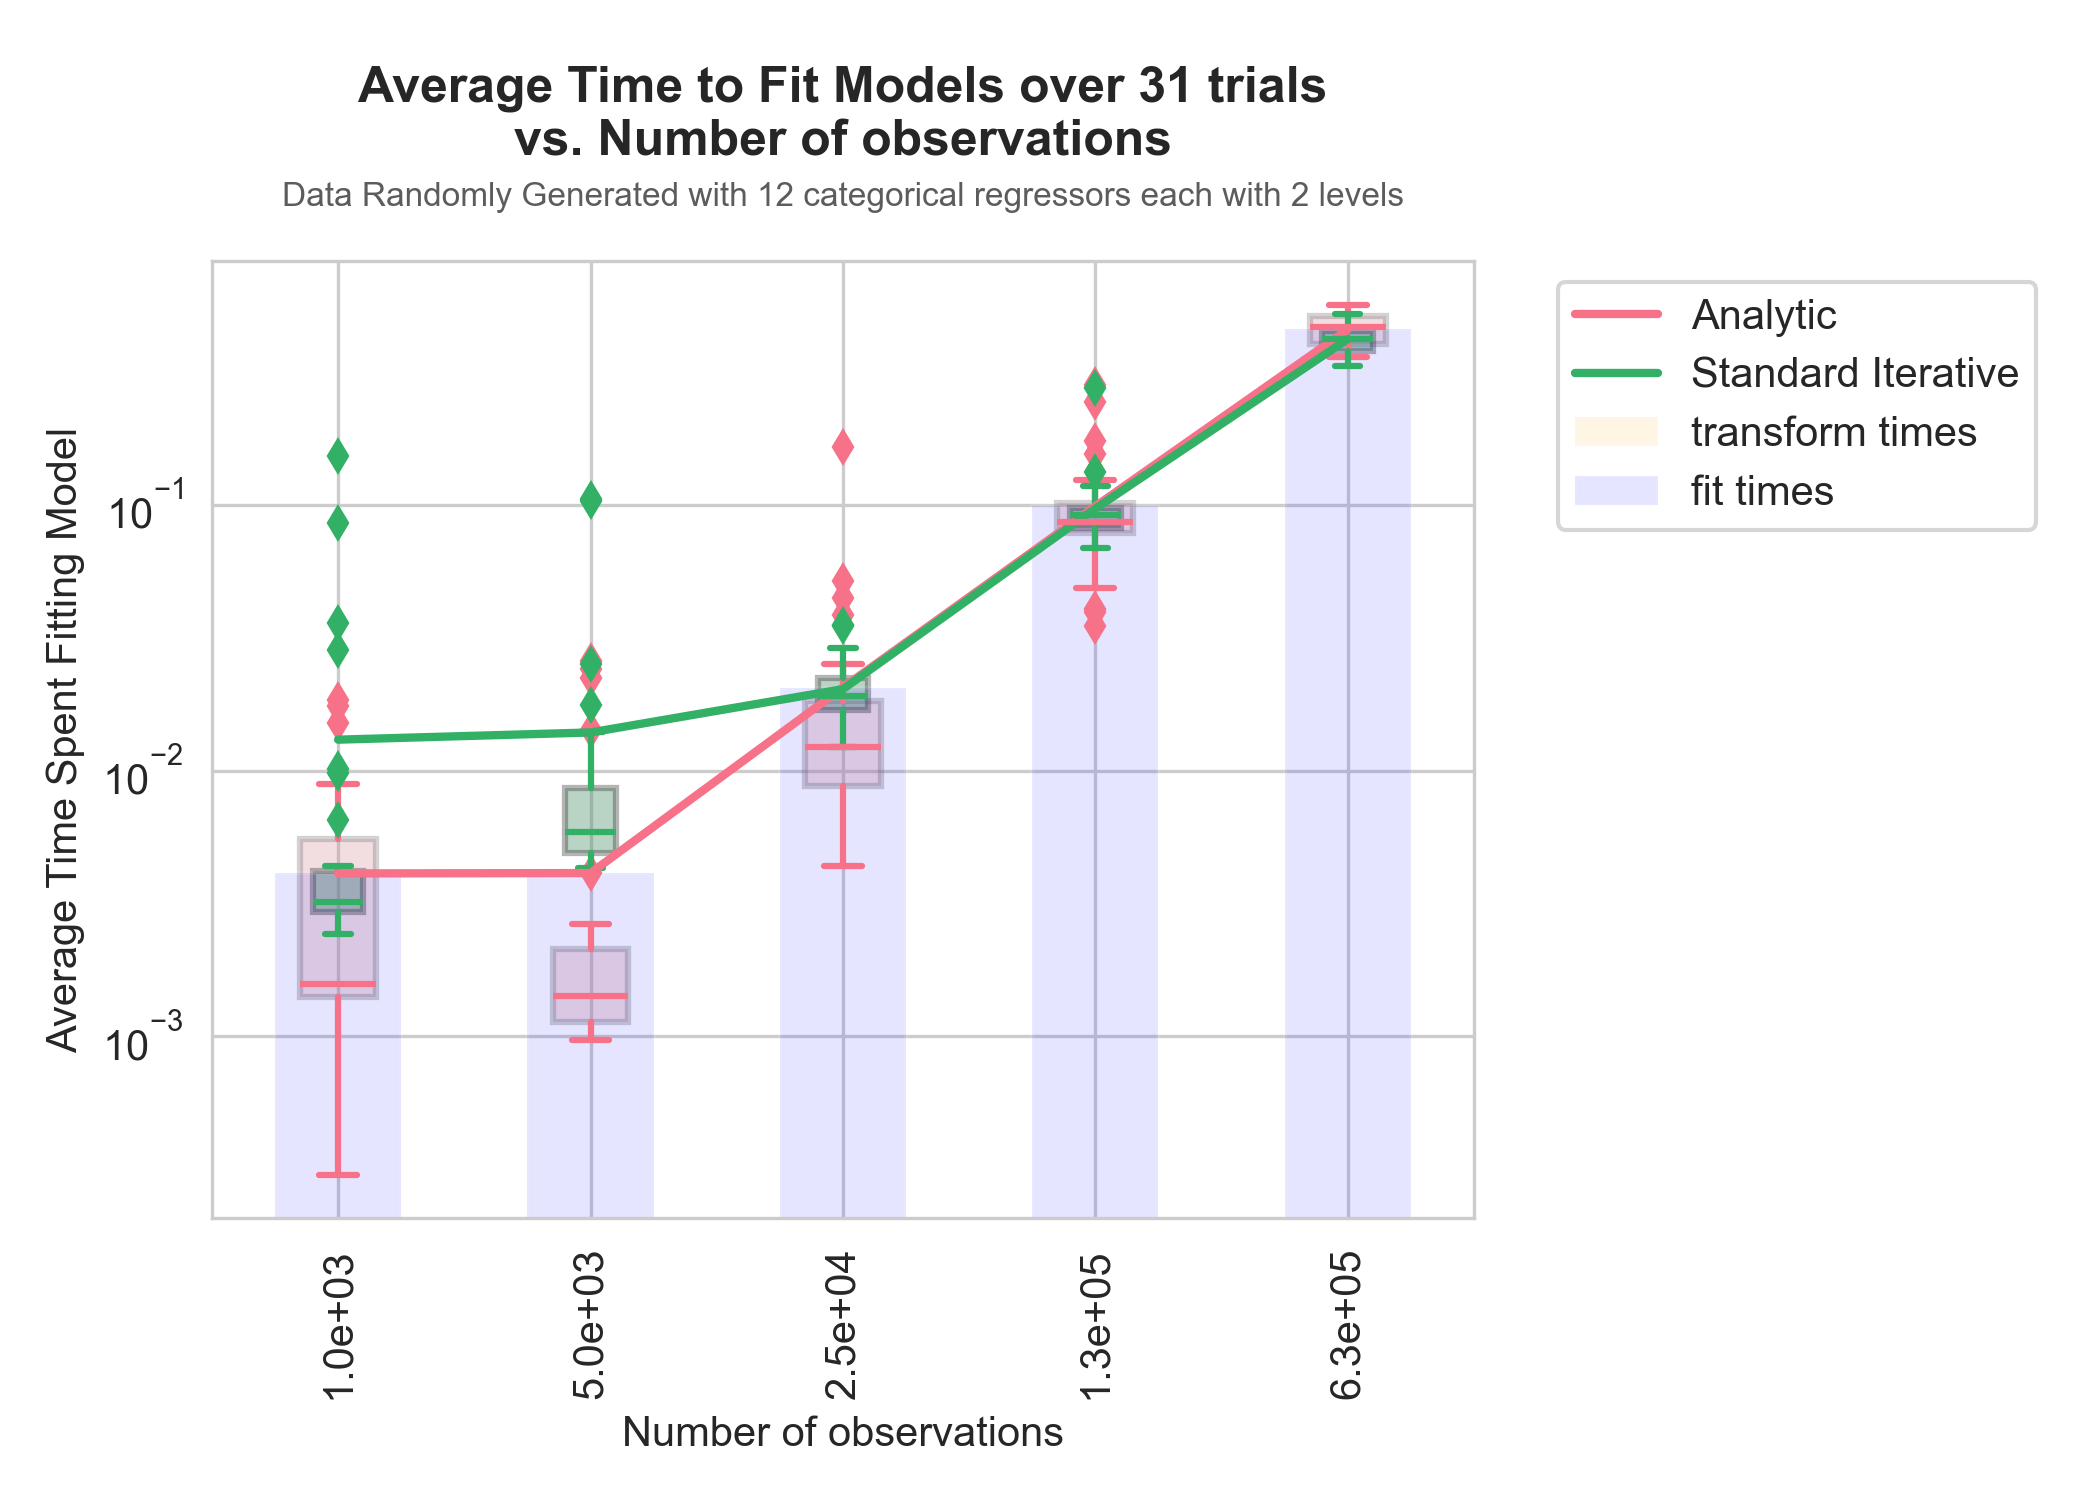 Average Time to Fit Models over 31 trials
vs. Number of observations
Data Randomly Generated with 12 categorical regressors each with 2 levels
Analytic
Standard Iterative
transform times
fit times
Average Time Spent Fitting Model
10⁻¹
10⁻²
10⁻³
1.0e+03
5.0e+03
2.5e+04
1.3e+05
6.3e+05
Number of observations